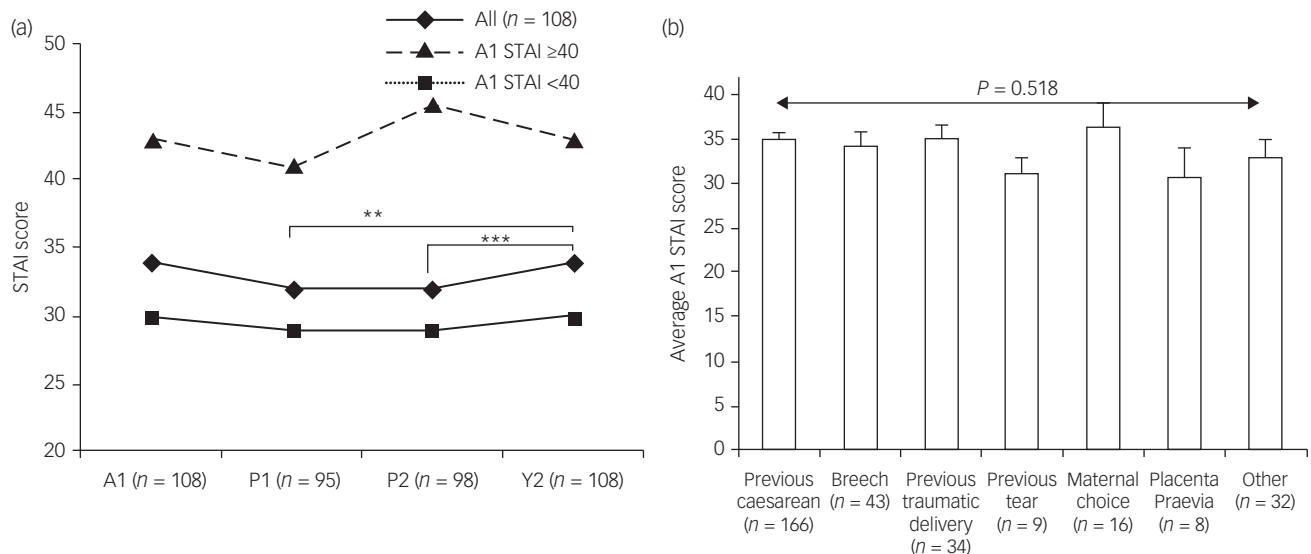 (a)
All (n = 108)
A1 STAI ≥40
A1 STAI <40
STAI score
50
45
40
35
30
25
20
**
***
A1 (n = 108) P1 (n = 95) P2 (n = 98) Y2 (n = 108)
(b)
P = 0.518
Average A1 STAI score
40
35
30
25
20
15
10
5
0
Previous
caesarean
(n = 166)
Breech
(n = 43)
Previous
traumatic
delivery
(n = 34)
Previous
tear
(n = 9)
Maternal
choice
(n = 16)
Placenta
Praevia
(n = 8)
Other
(n = 32)